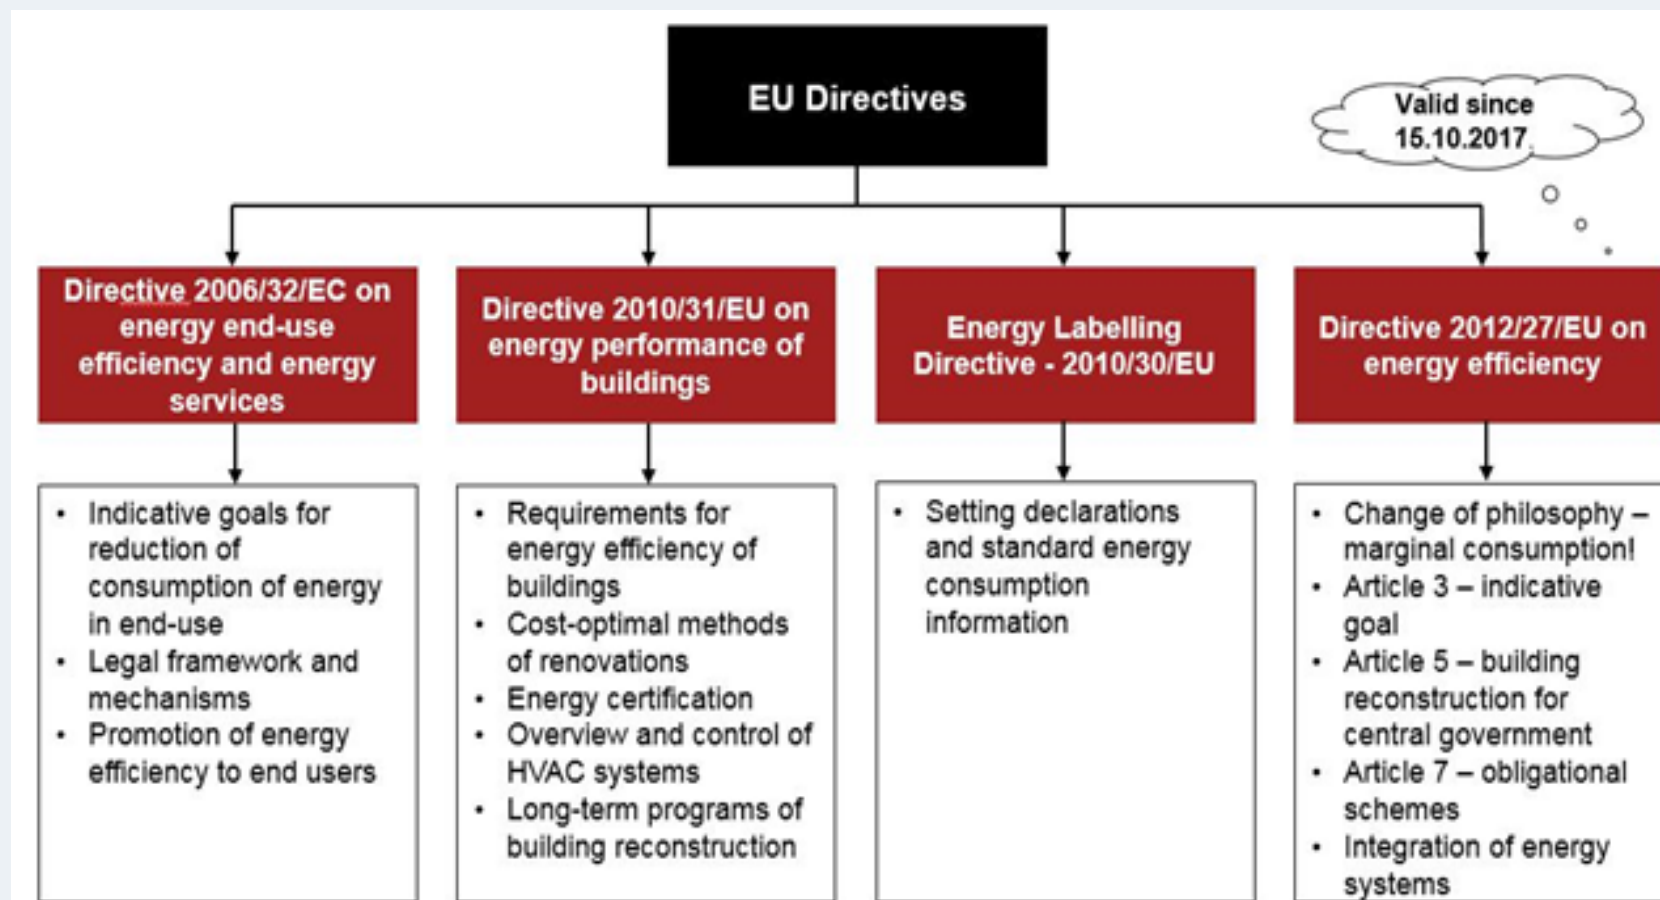 EU Directives
Valid since
15.10.2017.
Directive 2006/32/EC on
energy end-use
efficiency and energy
services
Directive 2010/31/EU on
energy performance of
buildings
Energy Labelling
Directive - 2010/30/EU
Directive 2012/27/EU on
energy efficiency
• Indicative goals for
reduction of
consumption of energy
in end-use
• Legal framework and
mechanisms
• Promotion of energy
efficiency to end users
• Requirements for
energy efficiency of
buildings
• Cost-optimal methods
of renovations
• Energy certification
• Overview and control of
HVAC systems
• Long-term programs of
building reconstruction
• Setting declarations
and standard energy
consumption
information
• Change of philosophy –
marginal consumption!
• Article 3 – indicative
goal
• Article 5 – building
reconstruction for
central government
• Article 7 – obligational
schemes
• Integration of energy
systems